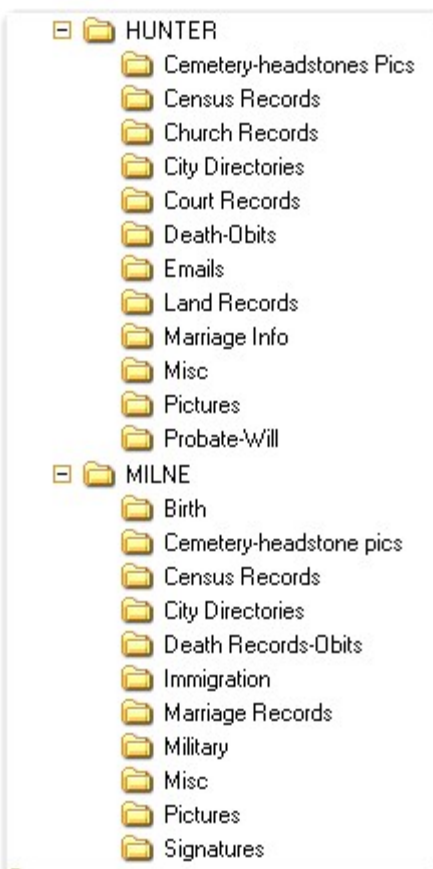 HUNTER
Cemetery-headstones Pics
Census Records
Church Records
City Directories
Court Records
Death-Obits
Emails
Land Records
Marriage Info
Misc
Pictures
Probate-Will
MILNE
Birth
Cemetery-headstone pics
Census Records
City Directories
Death Records-Obits
Immigration
Marriage Records
Military
Misc
Pictures
Signatures